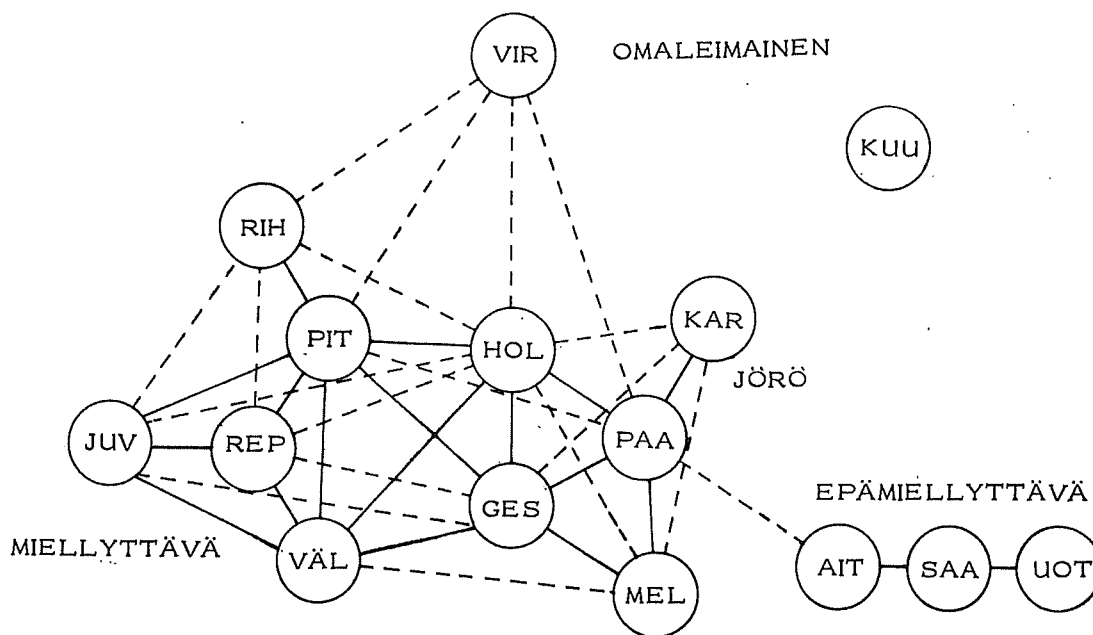 VIR
OMALEIMAINEN
KUU
RIH
KAR
PIT
HOL
JÖRÖ
JUV
REP
PAA
GES
EPÄMIELLYTTÄVÄ
MIELLYTTÄVÄ
VÄL
MEL
AIT
SAA
UOT